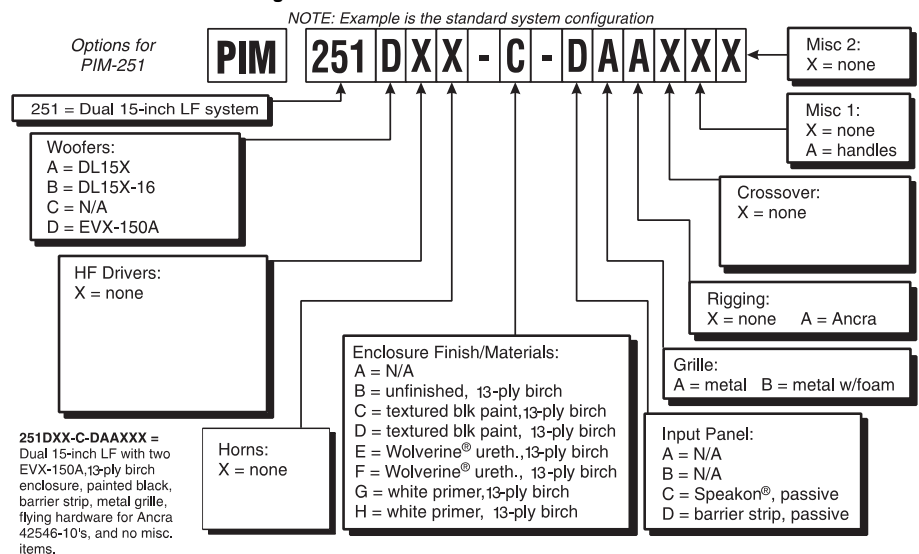 NOTE: Example is the standard system configuration
Options for
PIM-251
PIM 251DXX-C-DAAXXX
Misc 2:
X = none
251 = Dual 15-inch LF system
Misc 1:
X = none
A = handles
Woofers:
A = DL15X
B = DL15X-16
C = N/A
D = EVX-150A
Crossover:
X = none
HF Drivers:
X = none
Rigging:
X = none A = Ancra
Enclosure Finish/Materials:
A = N/A
B = unfinished, 13-ply birch
C = textured blk paint,13-ply birch
D = textured blk paint, 13-ply birch
E = Wolverine® ureth.,13-ply birch
F = Wolverine® ureth., 13-ply birch
G = white primer,13-ply birch
H = white primer, 13-ply birch
Grille:
A = metal B = metal w/foam
251DXX-C-DAAXXX =
Dual 15-inch LF with two
EVX-150A,13-ply birch
enclosure, painted black,
barrier strip, metal grille,
flying hardware for Ancra
42546-10's, and no misc.
items.
Horns:
X = none
Input Panel:
A = N/A
B = N/A
C = Speakon®, passive
D = barrier strip, passive